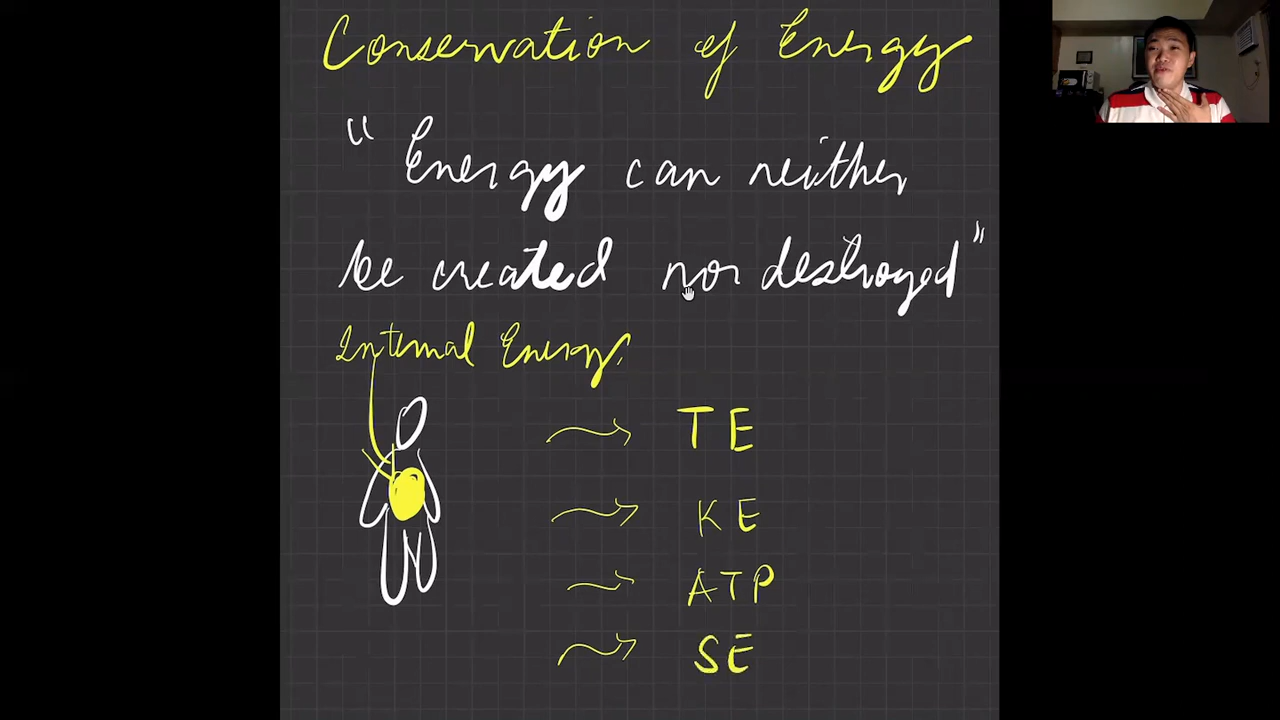 Conservation of Energy
" Energy can neither
be created nor destroyed"
Internal Energy
TE
KE
ATP
SE